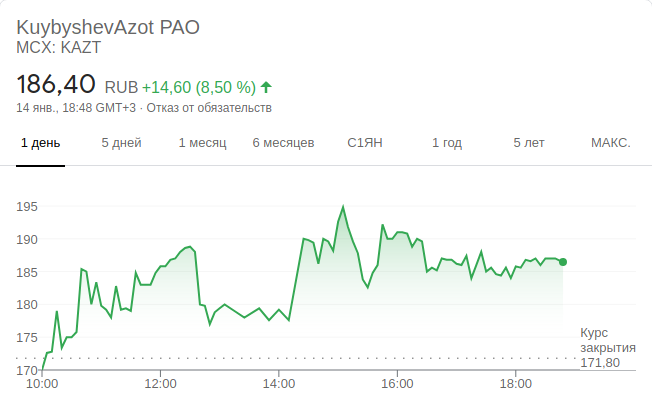 KuybyshevAzot PAO
MCX: KAZT
186,40 RUB +14,60 (8,50 %)
14 янв., 18:48 GMT+3 · Отказ от обязательств
1 день 5 дней 1 месяц 6 месяцев С1ЯН 1 год 5 лет МАКС.
195
190
185
180
175
170
Курс
закрытия
171,80
10:00 12:00 14:00 16:00 18:00